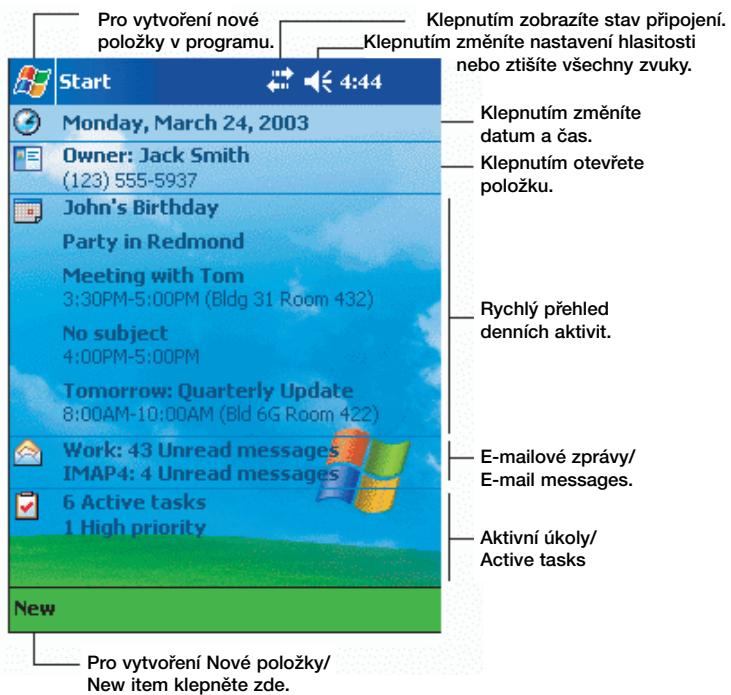 Pro vytvoření nové
položky v programu.
Klepnutím zobrazíte stav připojení.
Klepnutím změníte nastavení hlasitosti
nebo ztišíte všechny zvuky.
Start
4:44
Monday, March 24, 2003
Klepnutím změníte
datum a čas.
Owner: Jack Smith
(123) 555-5937
Klepnutím otevřete
položku.
John's Birthday
Party in Redmond
Meeting with Tom
3:30PM-5:00PM (Bldg 31 Room 432)
No subject
4:00PM-5:00PM
Tomorrow: Quarterly Update
8:00AM-10:00AM (Bld 6G Room 422)
Rychlý přehled
denních aktivit.
Work: 43 Unread messages
IMAP4: 4 Unread messages
E-mailové zprávy/
E-mail messages.
6 Active tasks
1 High priority
Aktivní úkoly/
Active tasks
New
Pro vytvoření Nové položky/
New item klepněte zde.